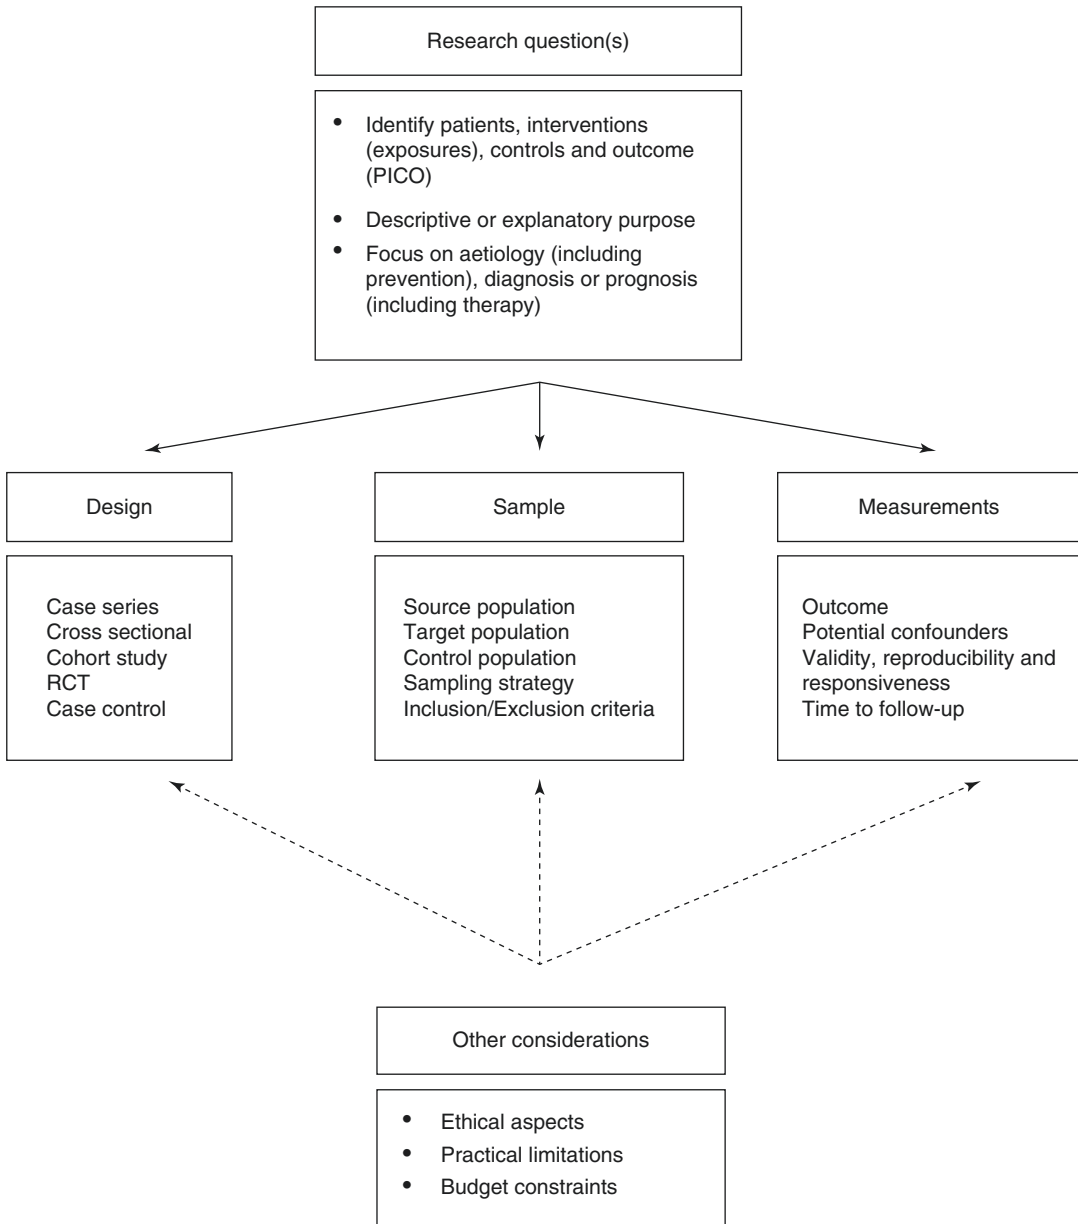 Research question(s)
• Identify patients, interventions
(exposures), controls and outcome
(PICO)
• Descriptive or explanatory purpose
• Focus on aetiology (including
prevention), diagnosis or prognosis
(including therapy)
Design
Case series
Cross sectional
Cohort study
RCT
Case control
Sample
Source population
Target population
Control population
Sampling strategy
Inclusion/Exclusion criteria
Measurements
Outcome
Potential confounders
Validity, reproducibility and
responsiveness
Time to follow-up
Other considerations
• Ethical aspects
• Practical limitations
• Budget constraints